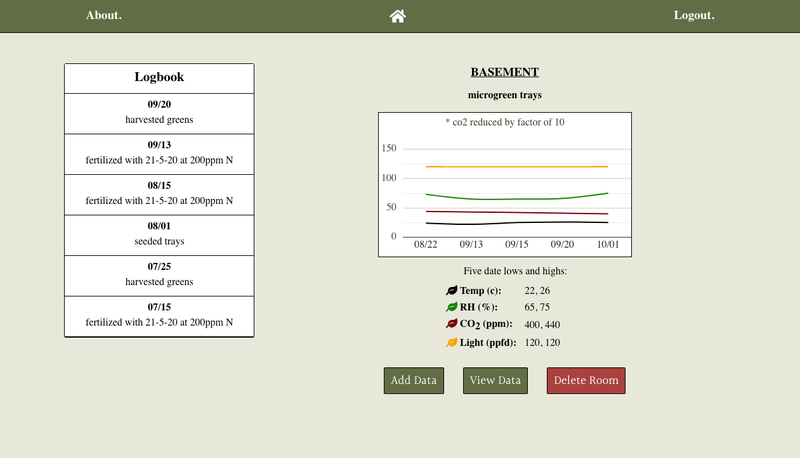 About.
Logout.
Logbook
09/20
harvested greens
09/13
fertilized with 21-5-20 at 200ppm N
08/15
fertilized with 21-5-20 at 200ppm N
08/01
seeded trays
07/25
harvested greens
07/15
fertilized with 21-5-20 at 200ppm N
BASEMENT
microgreen trays
* co2 reduced by factor of 10
150
100
50
0
08/22 09/13 09/15 09/20 10/01
Five date lows and highs:
Temp (c): 22, 26
RH (%): 65, 75
CO2 (ppm): 400, 440
Light (ppfd): 120, 120
Add Data
View Data
Delete Room